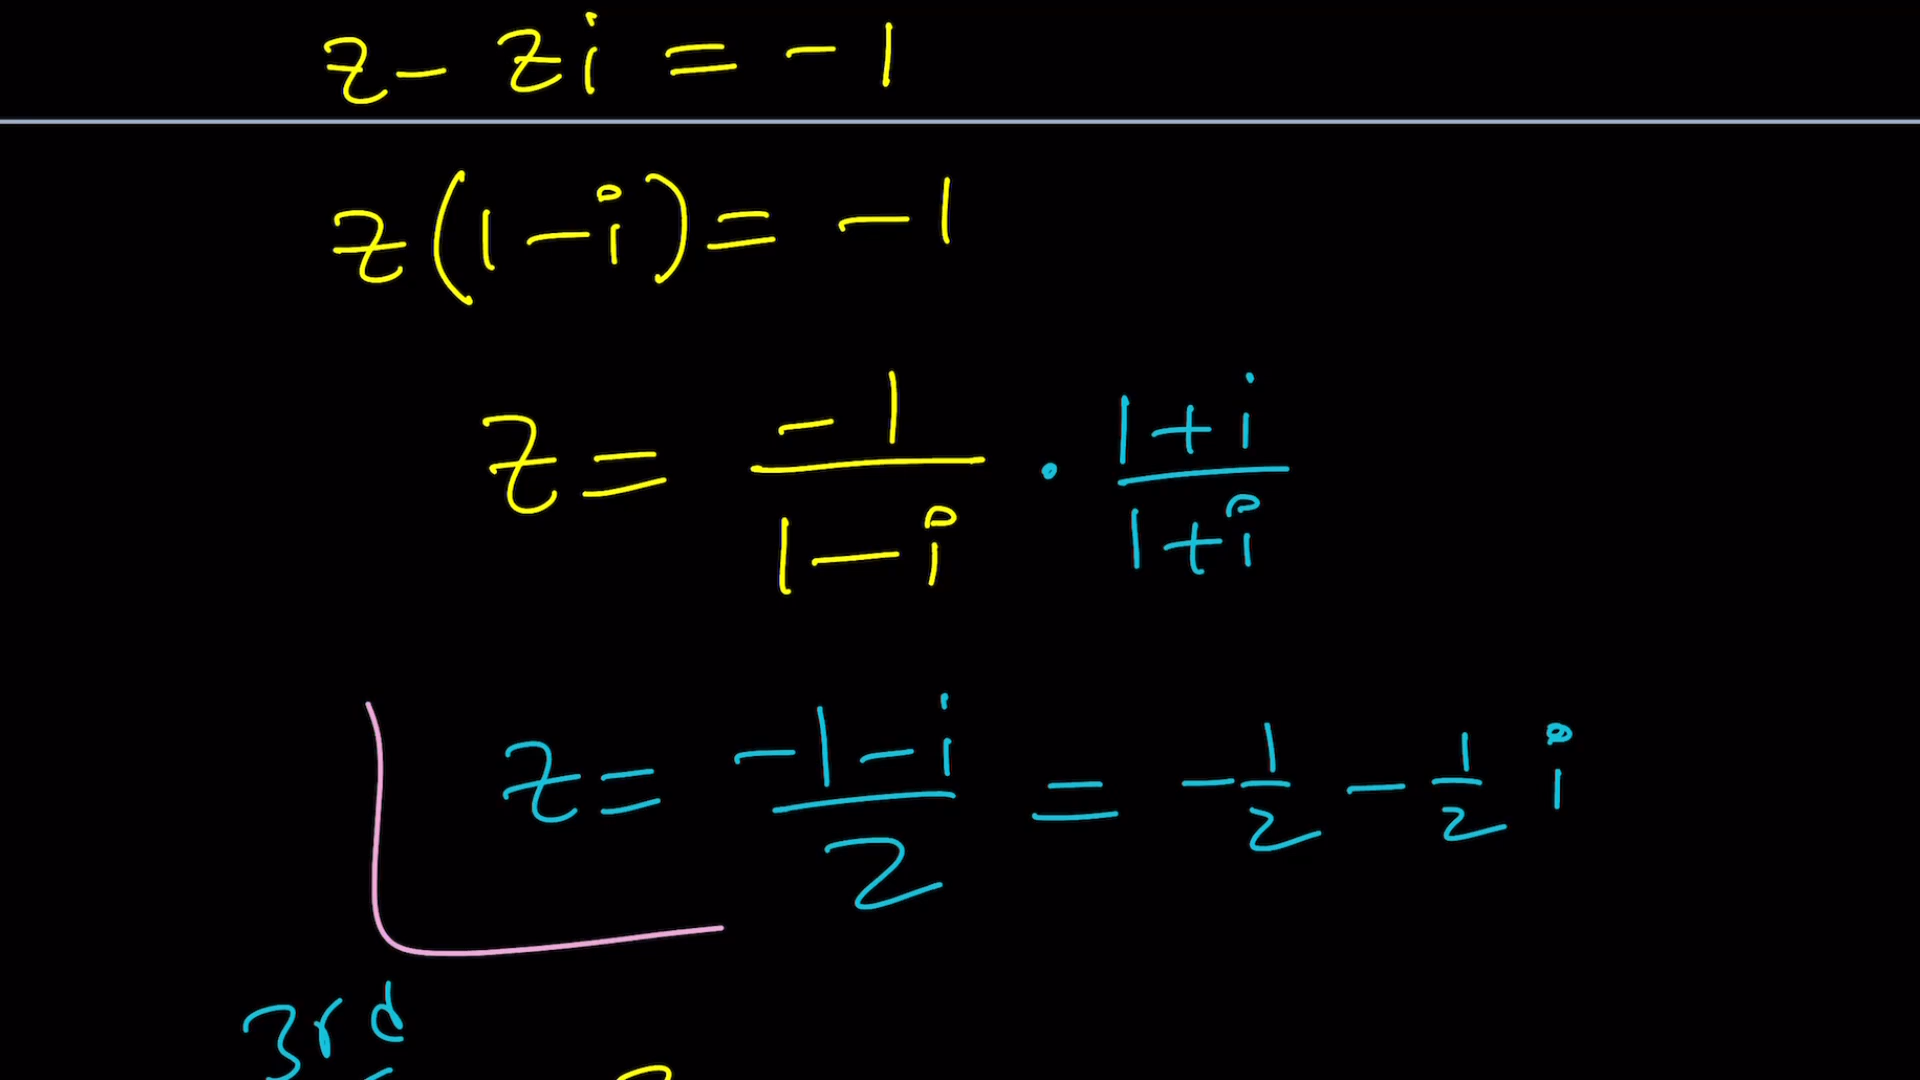 z - zi = -1
z(1-i) = -1
z = -1/1-i · 1+i/1+i
z = -1-i/2 = -1/2 - 1/2 i
3rd